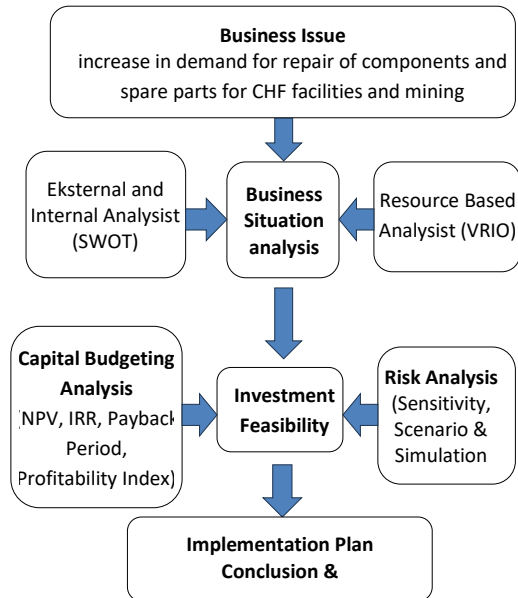 Business Issue
increase in demand for repair of components and
spare parts for CHF facilities and mining
Eksternal and
Internal Analysist
(SWOT)
Business
Situation
analysis
Resource Based
Analysist (VRIO)
Capital Budgeting
Analysis
(NPV, IRR, Payback
Period,
Profitability Index)
Investment
Feasibility
Risk Analysis
(Sensitivity,
Scenario &
Simulation
Implementation Plan
Conclusion &